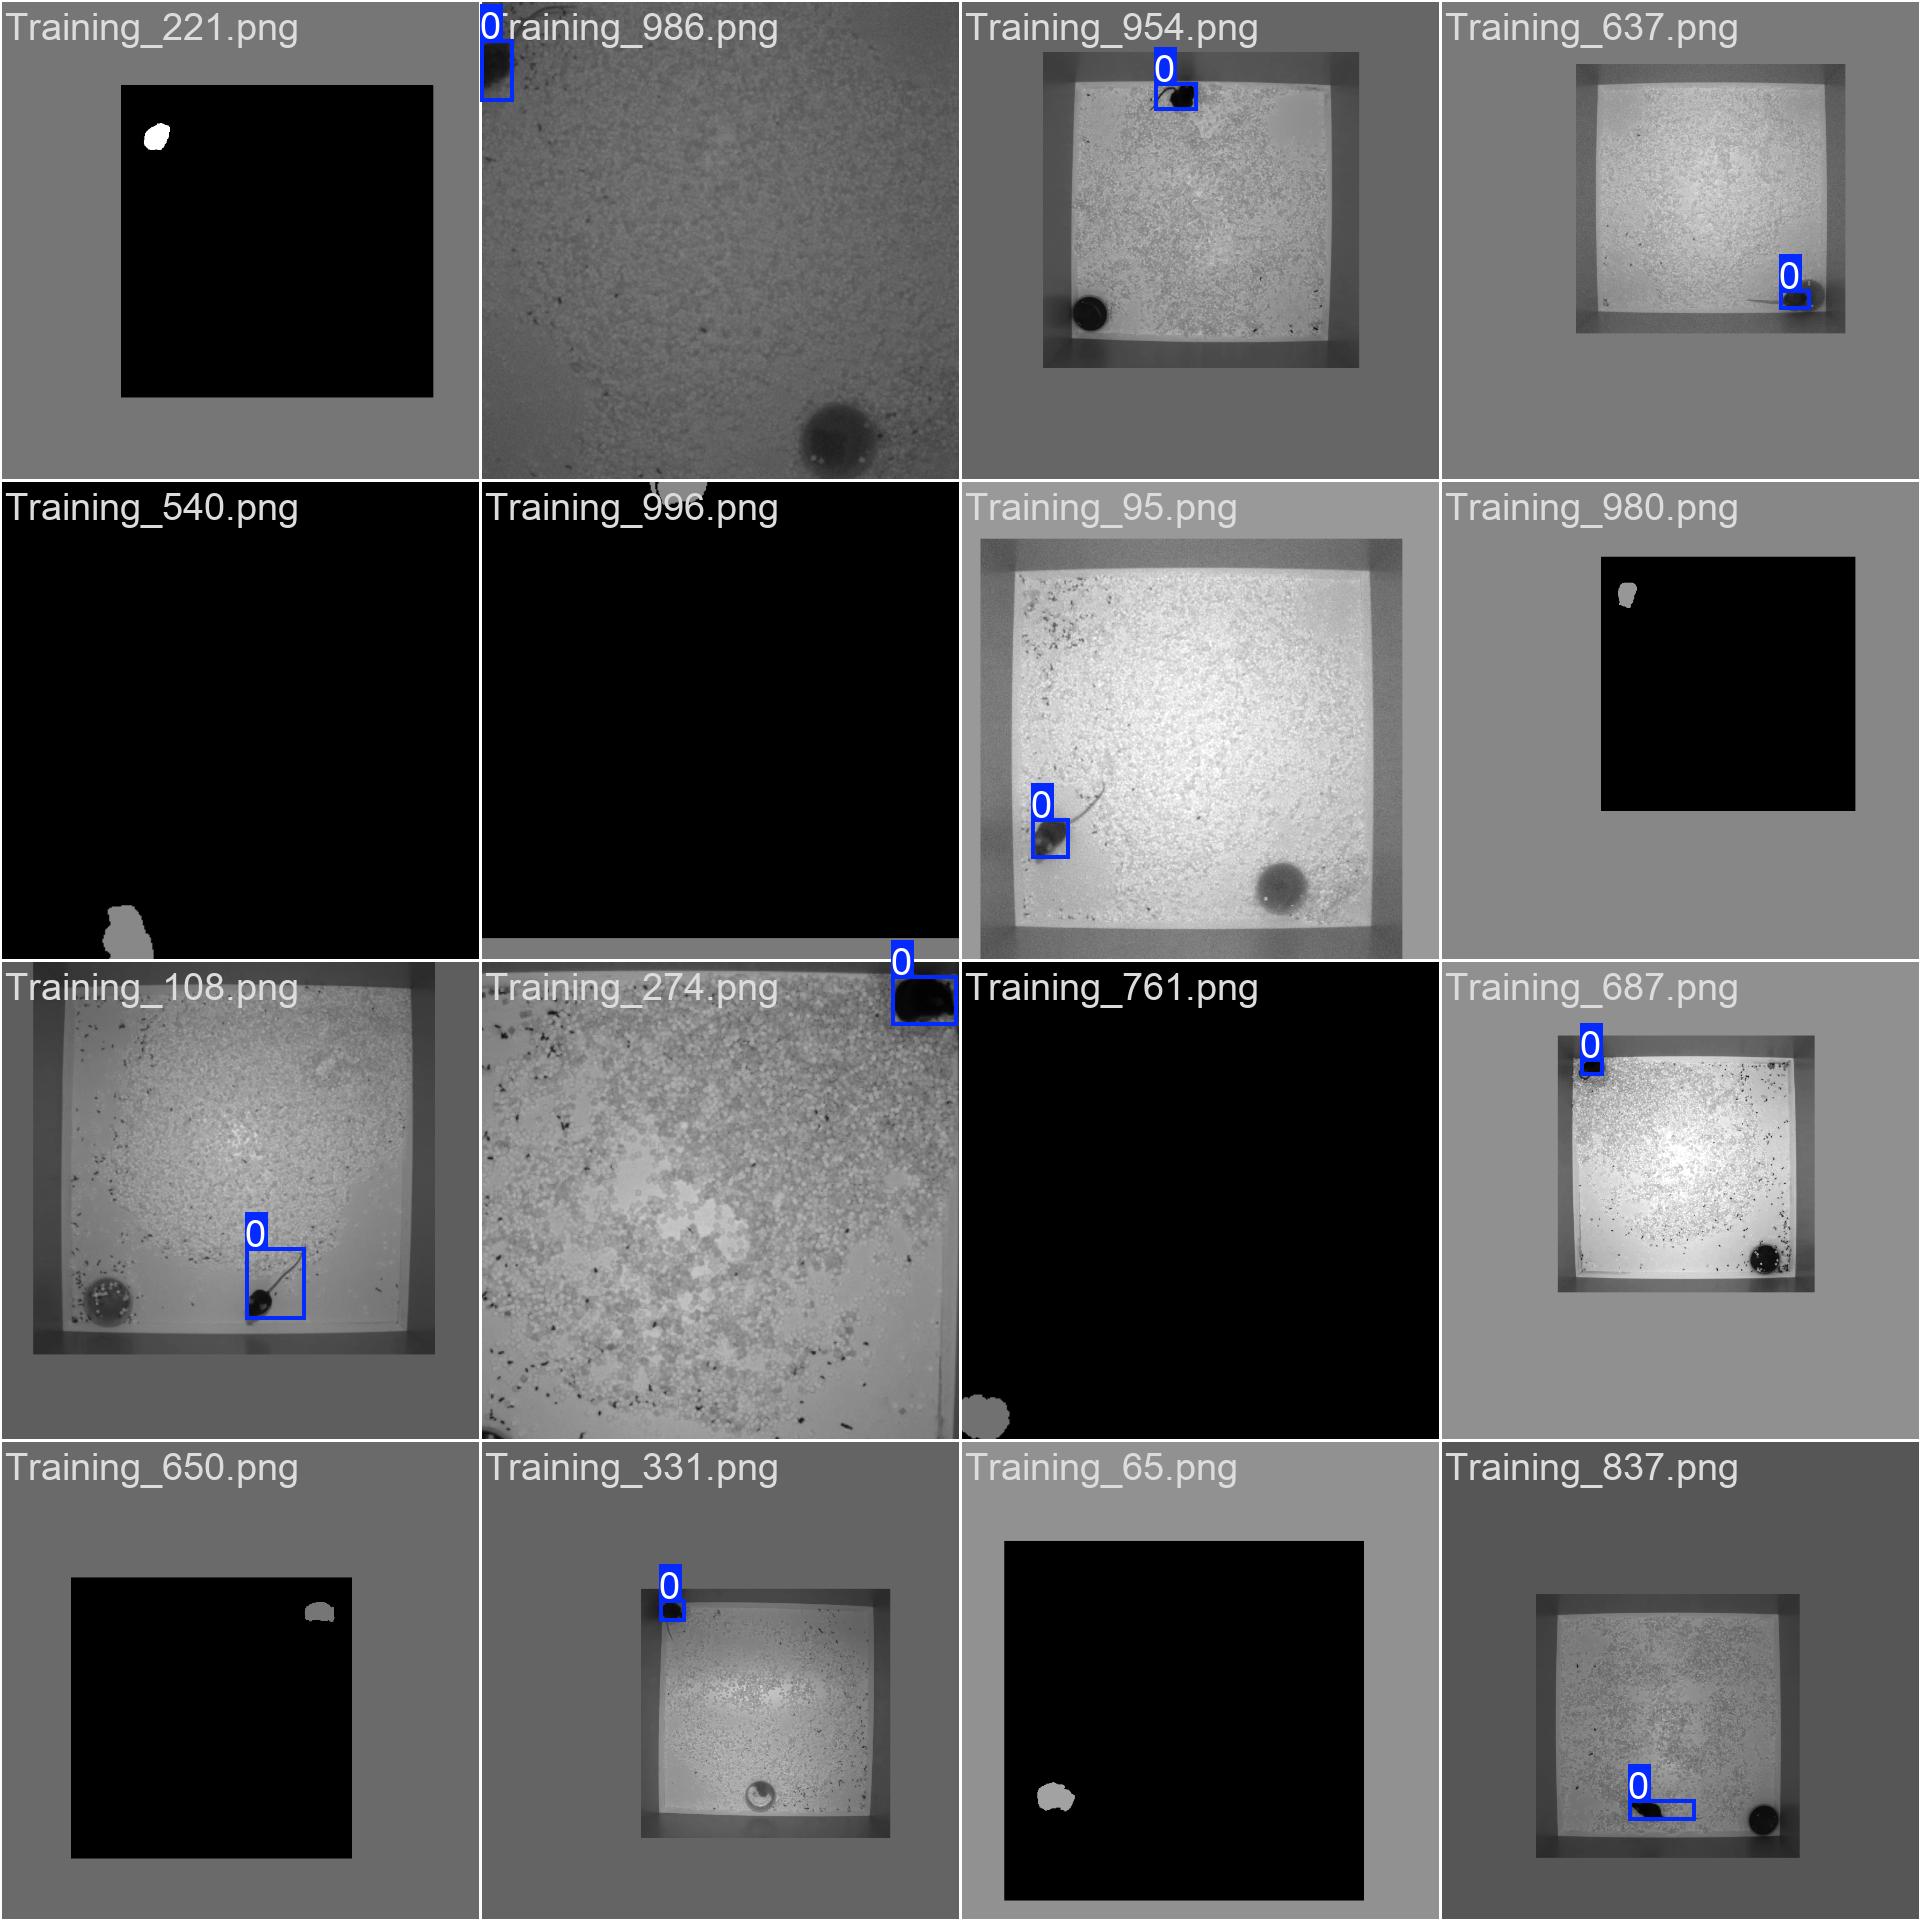 Training_221.png
0
Training_986.png
Training_954.png
0
Training_637.png
0
Training_540.png
Training_996.png
Training_95.png
0
Training_980.png
Training_108.png
0
Training_274.png
0
Training_761.png
Training_687.png
0
Training_650.png
Training_331.png
0
Training_65.png
Training_837.png
0